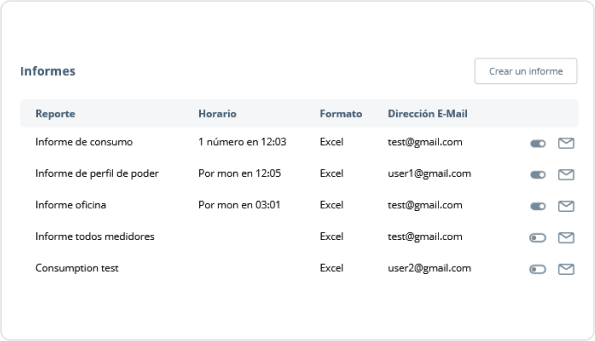 Informes
Crear un informe
Reporte Horario Formato Dirección E-Mail
Informe de consumo 1 número en 12:03 Excel test@gmail.com
Informe de perfil de poder Por mon en 12:05 Excel user1@gmail.com
Informe oficina Por mon en 03:01 Excel test@gmail.com
Informe todos medidores Excel test@gmail.com
Consumption test Excel user2@gmail.com